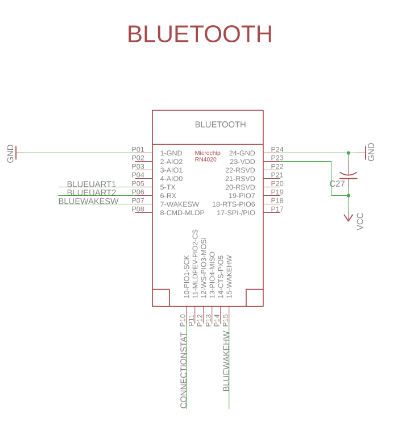 BLUETOOTH
BLUETOOTH
Microchip
RN4020
GND
P01
P02
P03
P04
P05
P06
P07
P08
1-GND
2-AIO2
3-AIO1
4-AIO0
5-TX
6-RX
7-WAKESW
8-CMD-MLDP
24-GND
23-VDD
22-RSVD
21-RSVD
20-RSVD
19-PIO7
18-RTS-PIO6
17-SPI-/PIO
P24
P23
P22
P21
P20
P19
P18
P17
GND
C27
VCC
BLUEUART1
BLUEUART2
BLUEWAKESW
10-PIO1-SCK
11-MLDPEV-PIO2-CS
12-WS-PIO3-MOSI
13-PIO4-MISO
14-CTS-PIO5
15-WAKEHW
P10
P11
P12
P13
P14
P15
CONNECTIONSTAT
BLUEWAKEHW